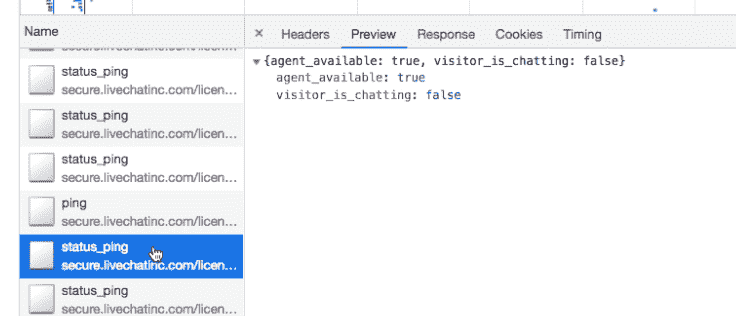 Name
× Headers Preview Response Cookies Timing
secure.livechatinc.com/licen...
status_ping
secure.livechatinc.com/licen...
status_ping
secure.livechatinc.com/licen...
status_ping
secure.livechatinc.com/licen...
ping
secure.livechatinc.com/licen...
status_ping
secure.livechatinc.com/licen...
status_ping
secure.livechatinc.com/licen...
{agent_available: true, visitor_is_chatting: false}
agent_available: true
visitor_is_chatting: false